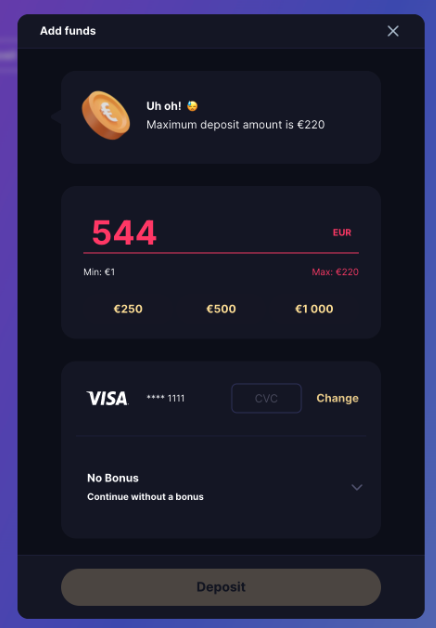 Add funds
Uh oh! 😓
Maximum deposit amount is €220
544 EUR
Min: €1 Max: €220
€250 €500 €1 000
VISA **** 1111 CVC Change
No Bonus
Continue without a bonus
Deposit